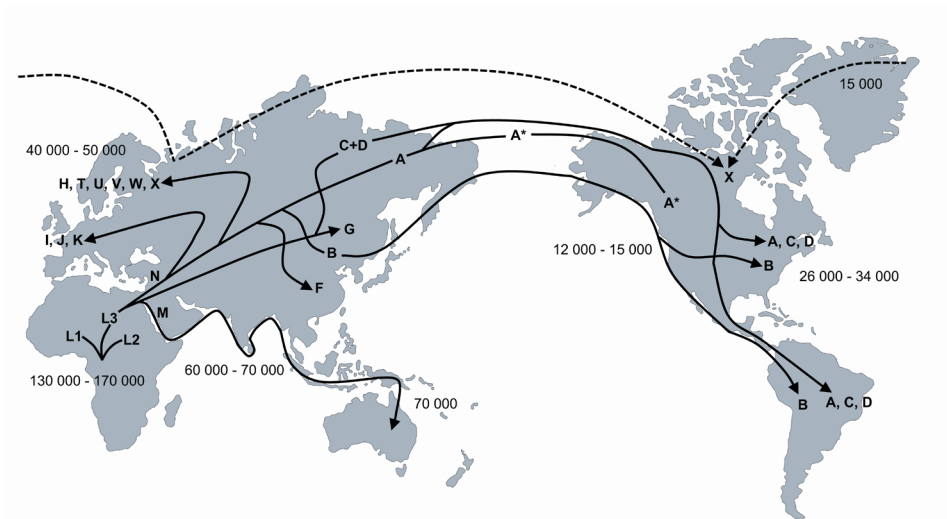 15 000
C+D
A*
40 000 - 50 000
A
X
H, T, U, V, W, X
A*
G
I, J, K
A, C, D
B
12 000 - 15 000
B
N
26 000 - 34 000
F
L3
M
L1
L2
60 000 - 70 000
130 000 - 170 000
70 000
B
A, C, D